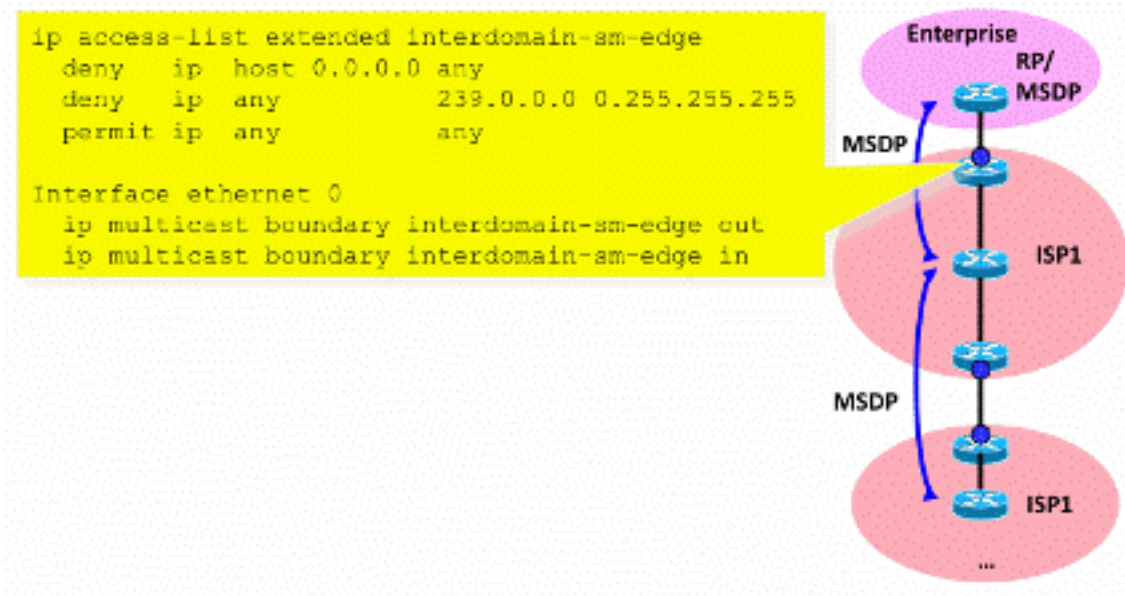 ip access-list extended interdomain-sm-edge
deny ip host 0.0.0.0 any
deny ip any 239.0.0.0 0.255.255.255
permit ip any any
Interface ethernet 0
ip multicast boundary interdomain-sm-edge out
ip multicast boundary interdomain-sm-edge in
Enterprise
RP/
MSDP
MSDP
ISP1
MSDP
ISP1
...